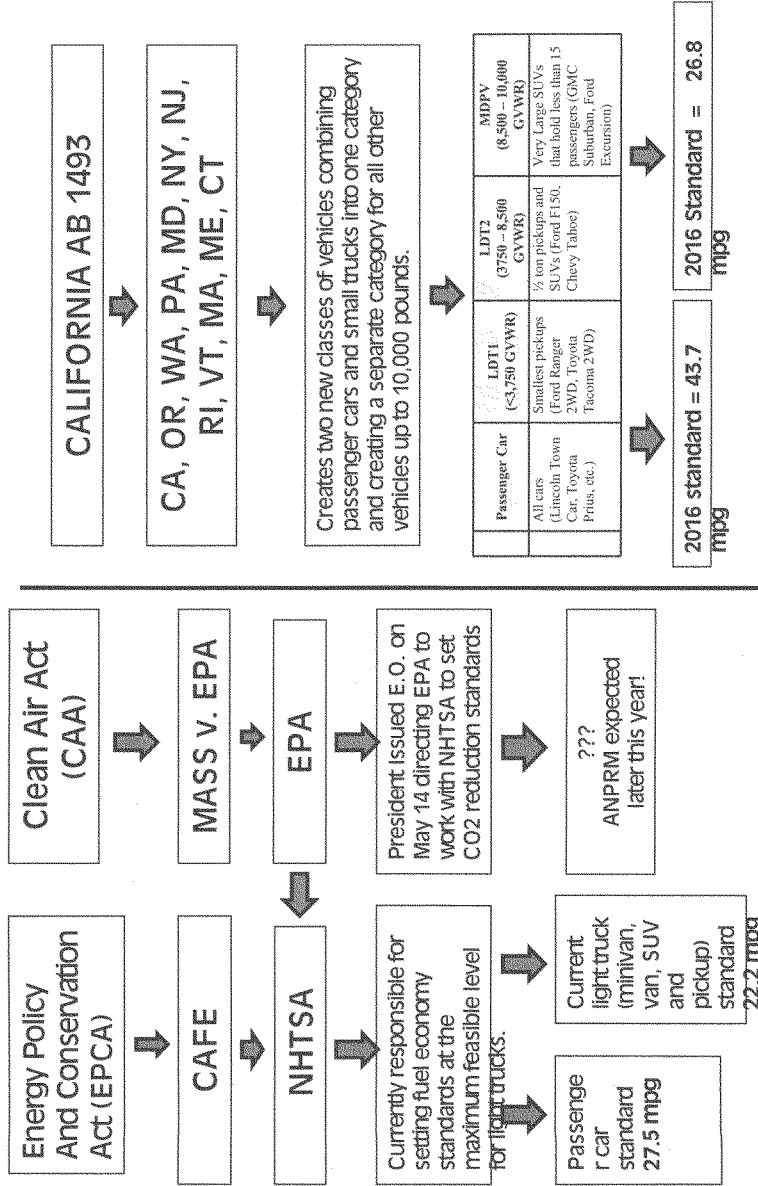 Energy Policy
And Conservation
Act (EPCA)
CAFE
NHTSA
Currently responsible for
setting fuel economy
standards at the
maximum feasible level
for light trucks.
Passenge
r car
standard
27.5 mpg
Current
light truck
(minivan,
van, SUV
and
pickup)
standard
22.2 mpg
Clean Air Act
(CAA)
MASS v. EPA
EPA
President Issued E.O. on
May 14 directing EPA to
work with NHTSA to set
CO2 reduction standards
???
ANPRM expected
later this year!
CALIFORNIA AB 1493
CA, OR, WA, PA, MD, NY, NJ,
RI, VT, MA, ME, CT
Creates two new classes of vehicles combining
passenger cars and small trucks into one category
and creating a separate category for all other
vehicles up to 10,000 pounds.
Passenger Car
LDT1
(<3,750 GVWR)
LDT2
(3750 – 8,500
GVWR)
MDPV
(8,500 – 10,000
GVWR)
All cars
(Lincoln Town
Car, Toyota
Prius, etc.)
Smallest pickups
(Ford Ranger
2WD, Toyota
Tacoma 2WD)
½ ton pickups and
SUVs (Ford F150,
Chevy Tahoe)
Very Large SUVs
that hold less than 15
passengers (GMC
Suburban, Ford
Excursion)
2016 standard = 43.7
mpg
2016 standard = 26.8
mpg